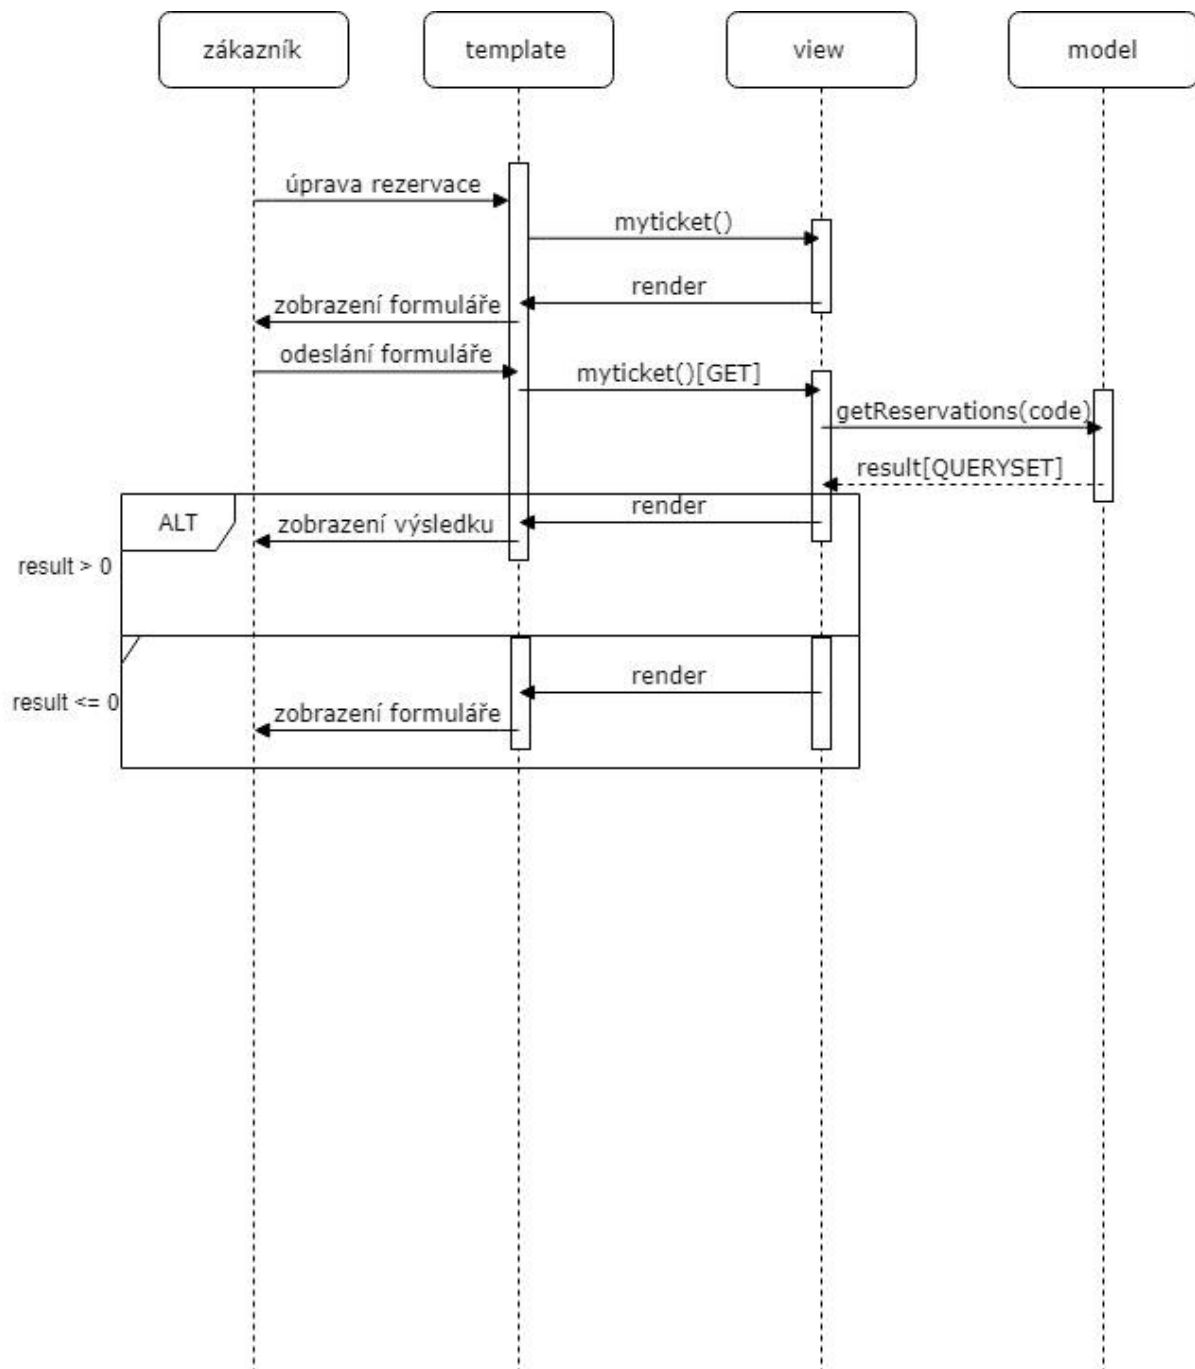 zákazník
template
view
model
úprava rezervace
myticket()
render
zobrazení formuláře
odeslání formuláře
myticket()[GET]
getReservations(code)
result[QUERYSET]
render
ALT
zobrazení výsledku
result > 0
render
result <= 0
zobrazení formuláře